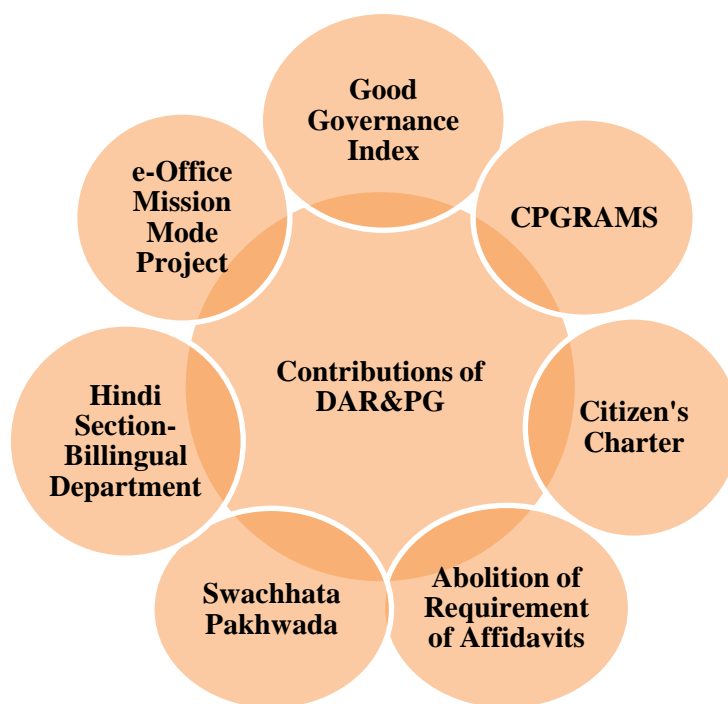 Good
Governance
Index
CPGRAMS
Citizen's
Charter
Abolition of
Requirement
of Affidavits
Swachhata
Pakhwada
Hindi
Section-
Billingual
Department
e-Office
Mission
Mode
Project
Contributions of
DAR&PG